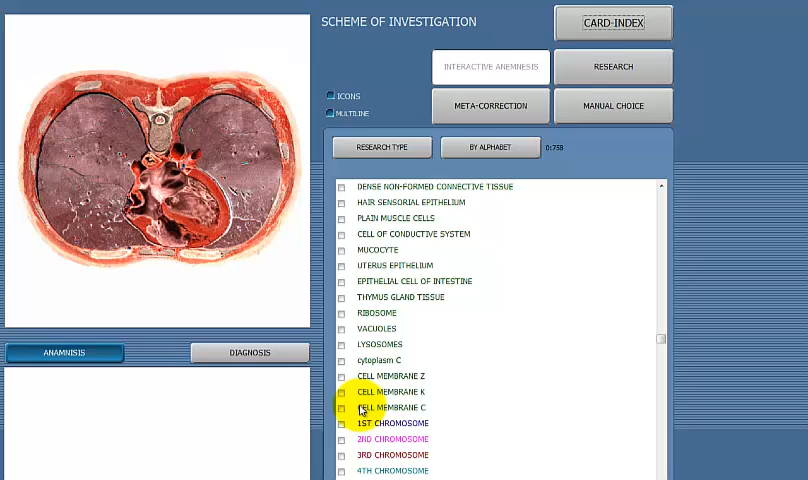 SCHEME OF INVESTIGATION
CARD-INDEX
INTERACTIVE ANEMNESIS
RESEARCH
ICONS
MULTILINE
META-CORRECTION
MANUAL CHOICE
RESEARCH TYPE
BY ALPHABET
0:758
DENSE NON-FORMED CONNECTIVE TISSUE
HAIR SENSORIAL EPITHELIUM
PLAIN MUSCLE CELLS
CELL OF CONDUCTIVE SYSTEM
MUCOCYTE
UTERUS EPITHELIUM
EPITHELIAL CELL OF INTESTINE
THYMUS GLAND TISSUE
RIBOSOME
VACUOLES
LYSOSOMES
cytoplasm C
CELL MEMBRANE Z
CELL MEMBRANE K
CELL MEMBRANE C
1ST CHROMOSOME
2ND CHROMOSOME
3RD CHROMOSOME
4TH CHROMOSOME
ANAMNISIS
DIAGNOSIS